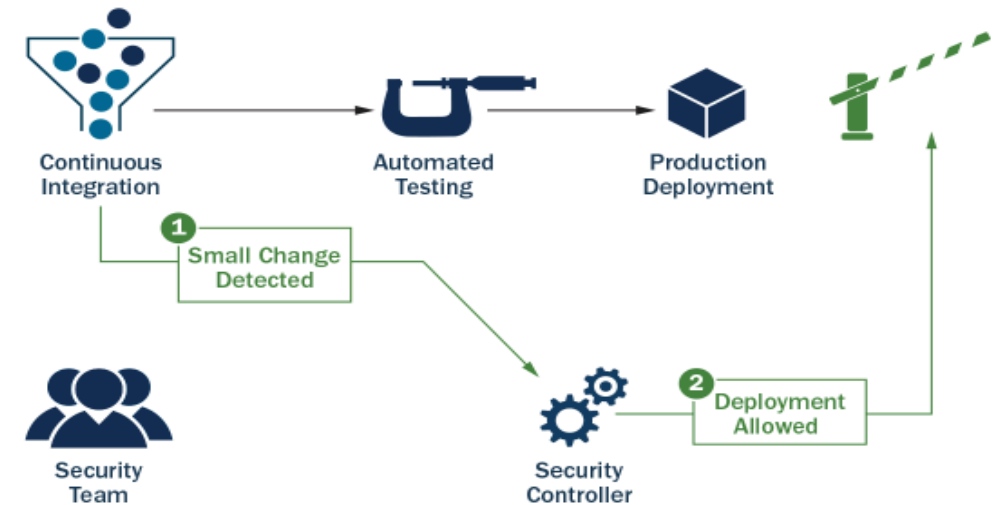 Continuous
Integration
Automated
Testing
Production
Deployment
1
Small Change
Detected
2
Deployment
Allowed
Security
Team
Security
Controller